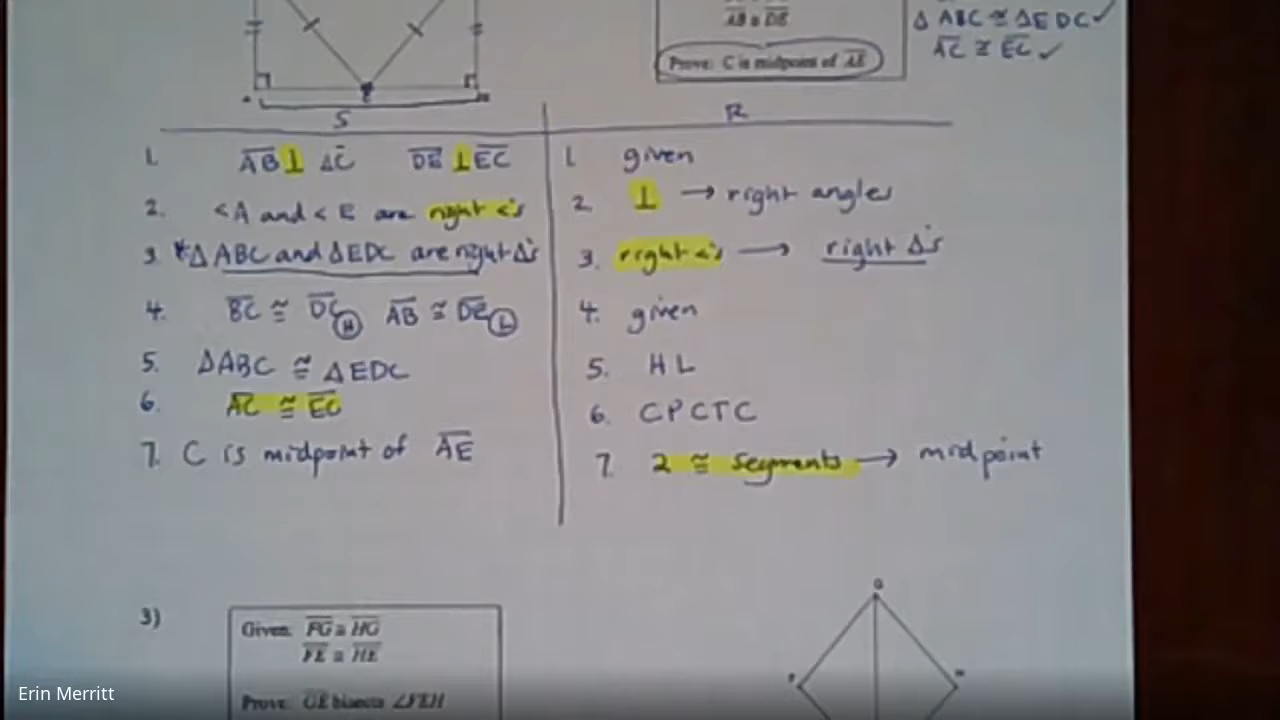 AB ≅ DE
Prove: C is midpoint of AE
Δ ABC ≅ Δ EDC ✓
AC ≅ EC ✓
S R
1. AB ⊥ AC DE ⊥ EC 1. given
2. <A and <E are right <'s 2. ⊥ → right angles
3. *Δ ABC and Δ EDC are right Δ's 3. right <'s → right Δ's
4. BC ≅ DC H AB ≅ DE L 4. given
5. ΔABC ≅ ΔEDC 5. HL
6. AC ≅ EC 6. CPCTC
7. C is midpoint of AE 7. 2 ≅ segments → midpoint
3)
G
Given: FG ≅ HG
FE ≅ HE
F H
Prove: GE bisects ∠FEH
Erin Merritt